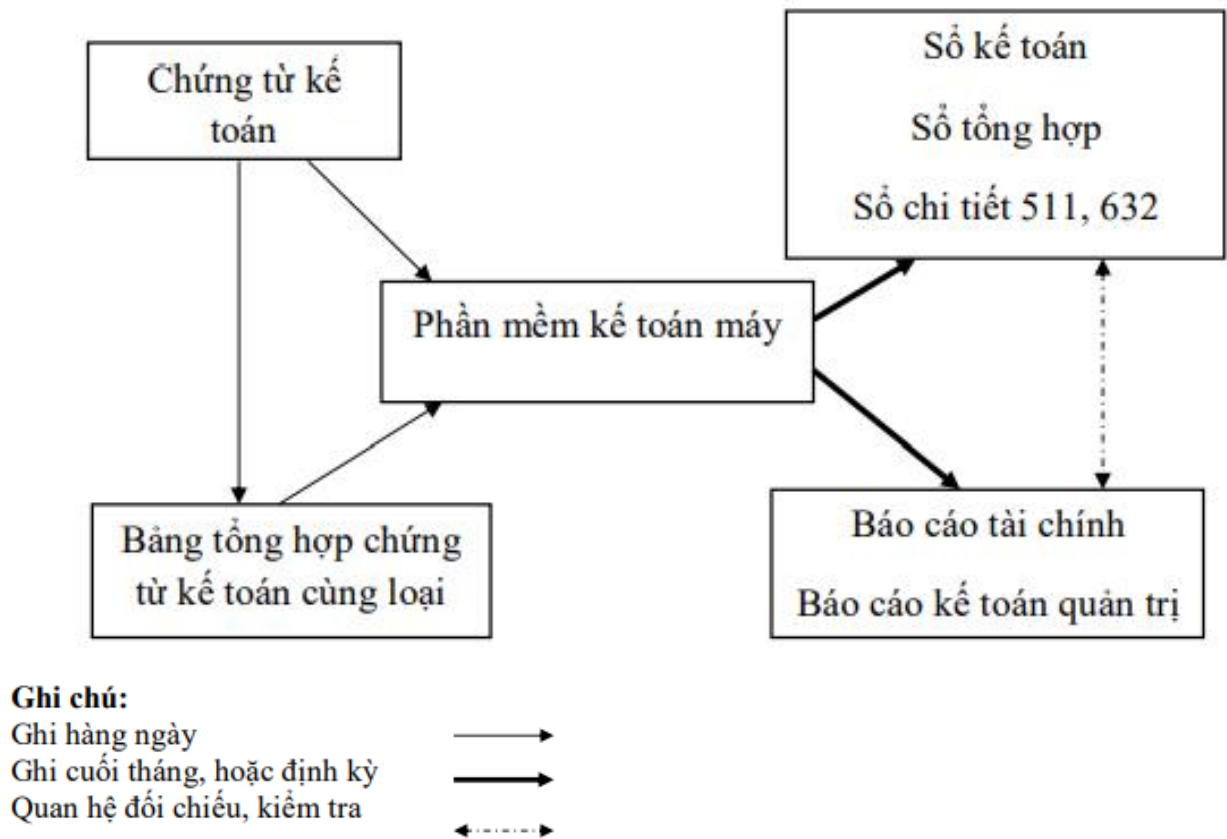 Chứng từ kế
toán
Sổ kế toán
Sổ tổng hợp
Sổ chi tiết 511, 632
Phần mềm kế toán máy
Bảng tổng hợp chứng
từ kế toán cùng loại
Báo cáo tài chính
Báo cáo kế toán quản trị
Ghi chú:
Ghi hàng ngày
Ghi cuối tháng, hoặc định kỳ
Quan hệ đối chiếu, kiểm tra